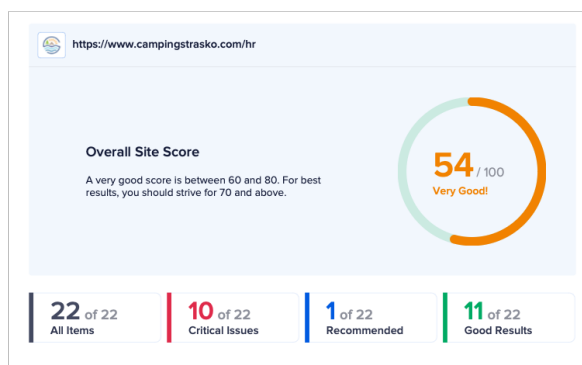 https://www.campingstrasko.com/hr
Overall Site Score
A very good score is between 60 and 80. For best
results, you should strive for 70 and above.
54 / 100
Very Good!
22 of 22
All Items
10 of 22
Critical Issues
1 of 22
Recommended
11 of 22
Good Results